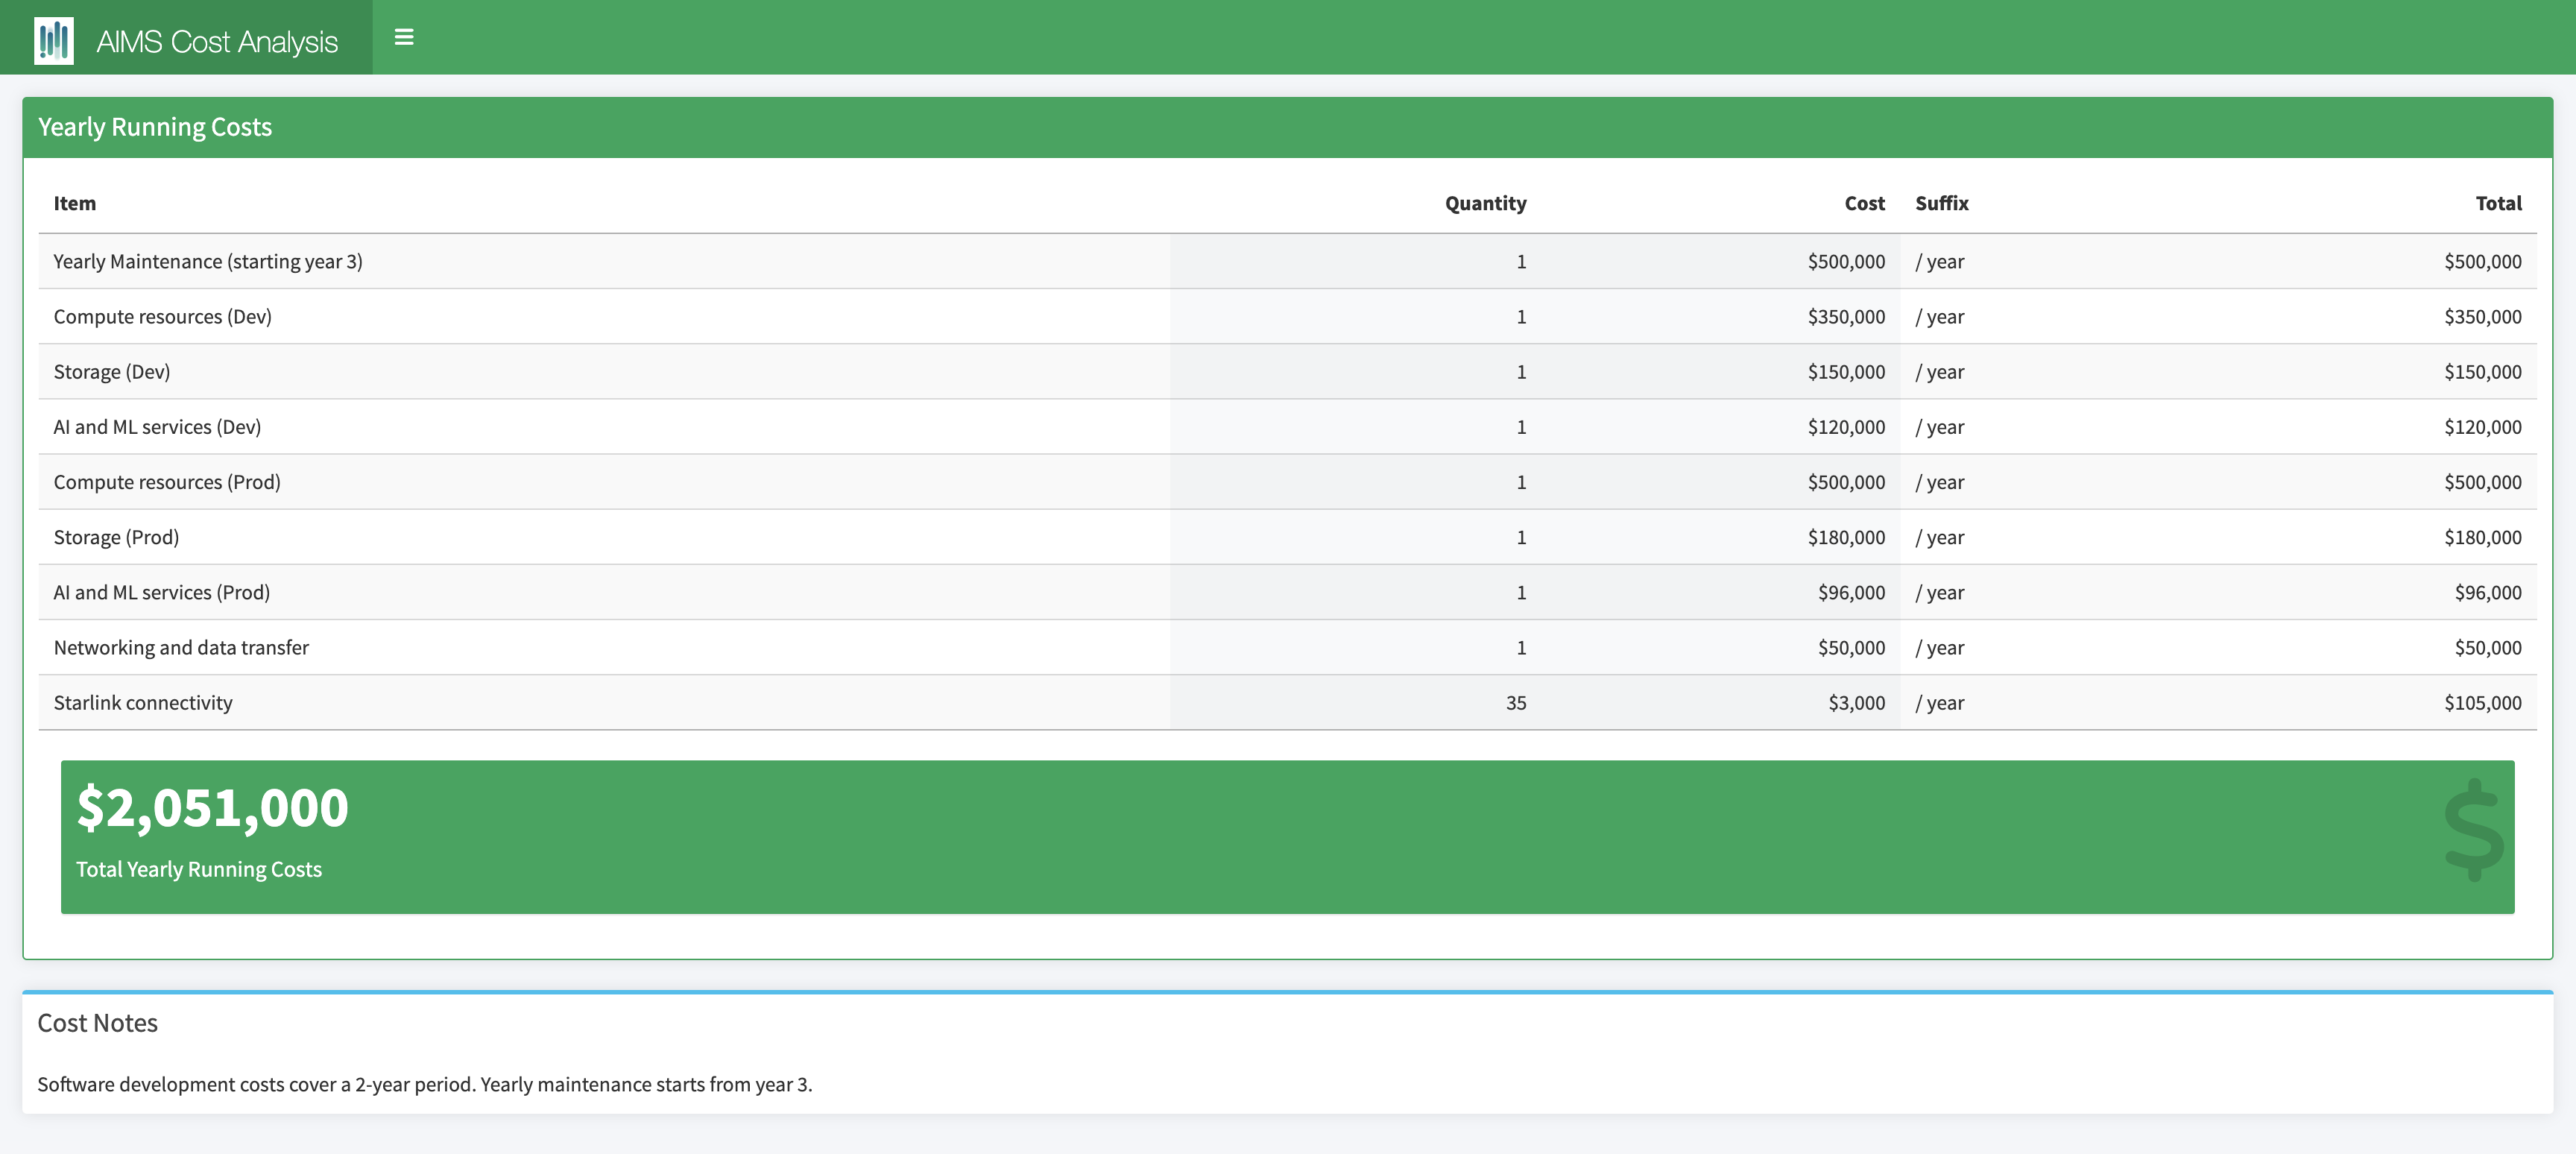 AIMS Cost Analysis
Yearly Running Costs
Item Quantity Cost Suffix Total
Yearly Maintenance (starting year 3) 1 $500,000 / year $500,000
Compute resources (Dev) 1 $350,000 / year $350,000
Storage (Dev) 1 $150,000 / year $150,000
AI and ML services (Dev) 1 $120,000 / year $120,000
Compute resources (Prod) 1 $500,000 / year $500,000
Storage (Prod) 1 $180,000 / year $180,000
AI and ML services (Prod) 1 $96,000 / year $96,000
Networking and data transfer 1 $50,000 / year $50,000
Starlink connectivity 35 $3,000 / year $105,000
$2,051,000
Total Yearly Running Costs
$
Cost Notes
Software development costs cover a 2-year period. Yearly maintenance starts from year 3.